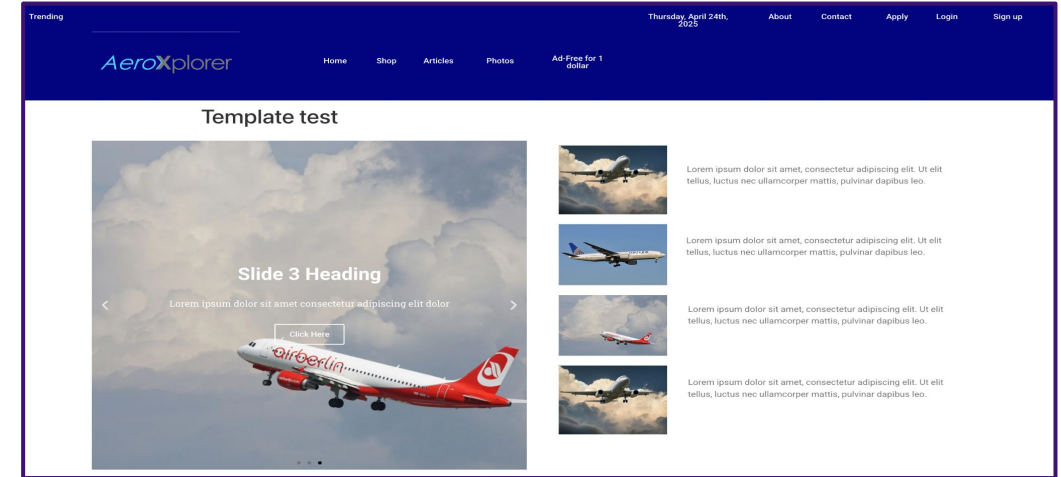 Trending
Thursday, April 24th,
2025
About
Contact
Apply
Login
Sign up
AeroXplorer
Home
Shop
Articles
Photos
Ad-Free for 1
dollar
Template test
Slide 3 Heading
Lorem ipsum dolor sit amet consectetur adipiscing elit dolor
Click Here
airberlin
Lorem ipsum dolor sit amet, consectetur adipiscing elit. Ut elit
tellus, luctus nec ullamcorper mattis, pulvinar dapibus leo.
Lorem ipsum dolor sit amet, consectetur adipiscing elit. Ut elit
tellus, luctus nec ullamcorper mattis, pulvinar dapibus leo.
Lorem ipsum dolor sit amet, consectetur adipiscing elit. Ut elit
tellus, luctus nec ullamcorper mattis, pulvinar dapibus leo.
Lorem ipsum dolor sit amet, consectetur adipiscing elit. Ut elit
tellus, luctus nec ullamcorper mattis, pulvinar dapibus leo.